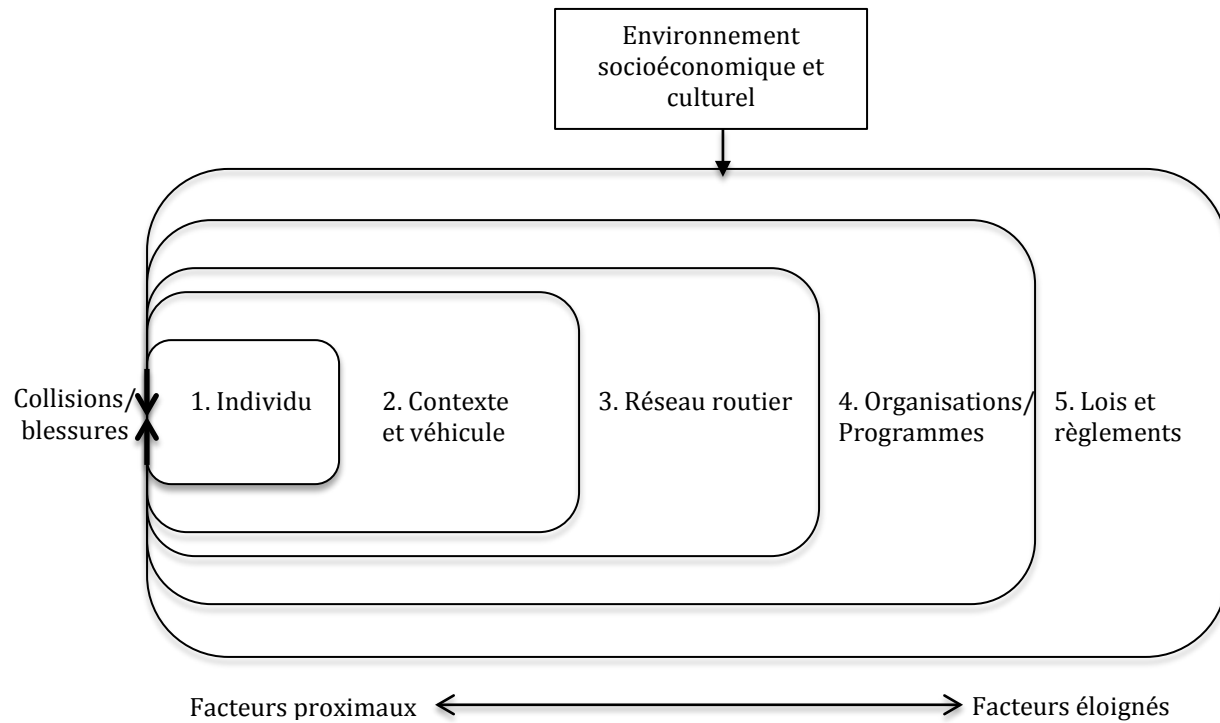 Environnement
socioéconomique et
culturel
Collisions/
blessures
1. Individu
2. Contexte
et véhicule
3. Réseau routier
4. Organisations/
Programmes
5. Lois et
règlements
Facteurs proximaux
Facteurs éloignés